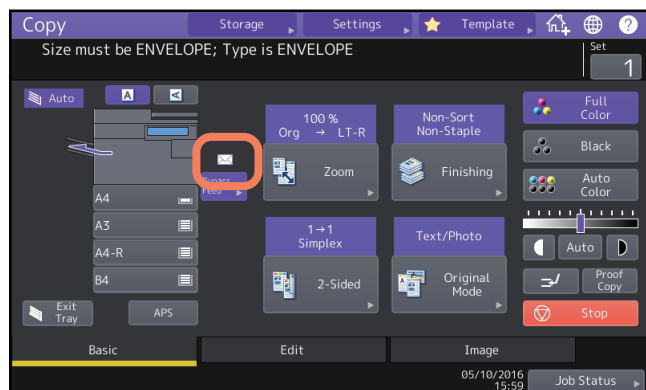 Copy
Storage
Settings
Template
?
Size must be ENVELOPE; Type is ENVELOPE
Set
1
Auto
A
A
100 %
Org → LT-R
Non-Sort
Non-Staple
Full
Color
Zoom
Finishing
Black
Bypass
Feed
Auto
Color
A4
A3
A4-R
B4
1→1
Simplex
Text/Photo
Auto
2-Sided
Original
Mode
Proof
Copy
Exit
Tray
APS
Stop
Basic
Edit
Image
05/10/2016
15:59
Job Status